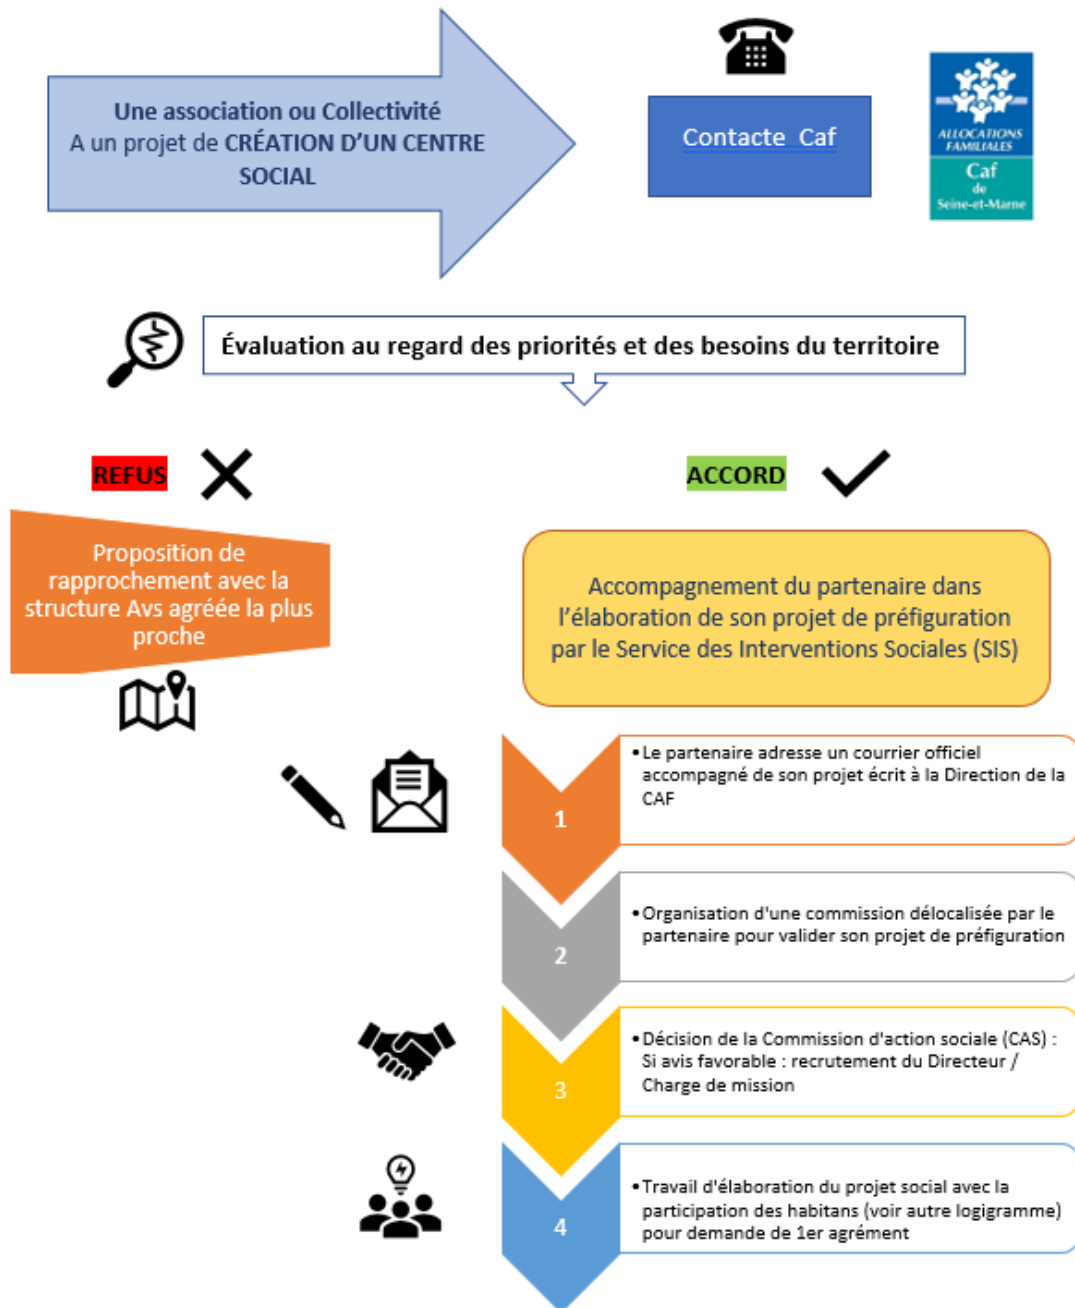 Une association ou Collectivité
A un projet de CRÉATION D'UN CENTRE
SOCIAL
Contacte Caf
ALLOCATIONS
FAMILIALES
Caf
de
Seine-et-Marne
Évaluation au regard des priorités et des besoins du territoire
REFUS
ACCORD
Proposition de
rapprochement avec la
structure Avs agréée la plus
proche
Accompagnement du partenaire dans
l'élaboration de son projet de préfiguration
par le Service des Interventions Sociales (SIS)
1
•Le partenaire adresse un courrier officiel
accompagné de son projet écrit à la Direction de la
CAF
2
•Organisation d'une commission délocalisée par le
partenaire pour valider son projet de préfiguration
3
•Décision de la Commission d'action sociale (CAS) :
Si avis favorable : recrutement du Directeur /
Charge de mission
4
•Travail d'élaboration du projet social avec la
participation des habitans (voir autre logigramme)
pour demande de 1er agrément